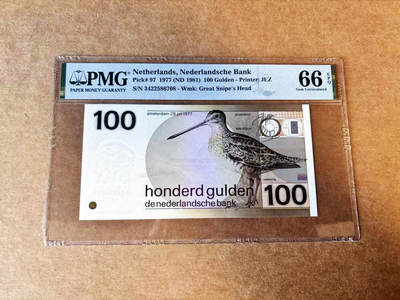 PMG
PAPER MONEY GUARANTY
Netherlands, Nederlandsche Bank
Pick# 97 1977 (ND 1981) 100 Gulden - Printer: JEZ
S/N 3422586708 - Wmk: Great Snipe's Head
66 EPQ
Gem Uncirculated
100
amsterdam 28 juli 1977
honderd gulden
de nederlandsche bank
100